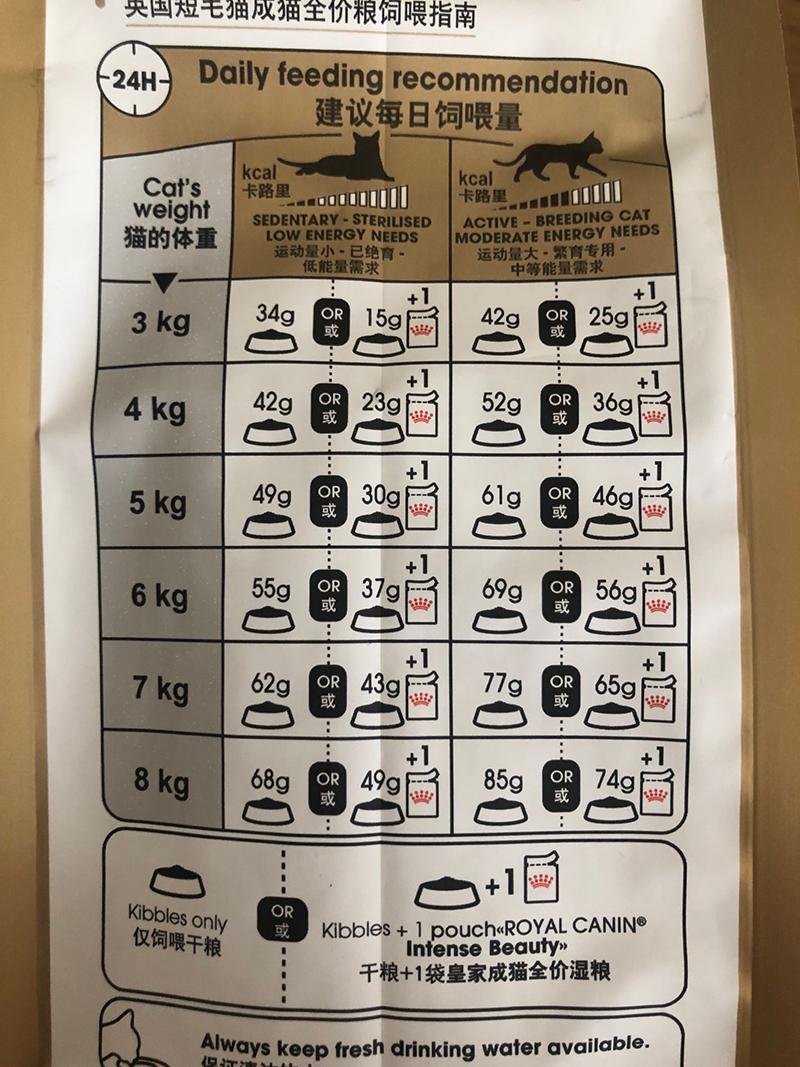 英国短毛猫成猫全价粮饲喂指南
24H
Daily feeding recommendation
建议每日饲喂量
Cat's
weight
猫的体重
kcal
卡路里
SEDENTARY - STERILISED
LOW ENERGY NEEDS
运动量小 - 已绝育 -
低能量需求
kcal
卡路里
ACTIVE - BREEDING CAT
MODERATE ENERGY NEEDS
运动量大 - 繁育专用 -
中等能量需求
3 kg 34g OR 或 15g +1 42g OR 或 25g +1
4 kg 42g OR 或 23g +1 52g OR 或 36g +1
5 kg 49g OR 或 30g +1 61g OR 或 46g +1
6 kg 55g OR 或 37g +1 69g OR 或 56g +1
7 kg 62g OR 或 43g +1 77g OR 或 65g +1
8 kg 68g OR 或 49g +1 85g OR 或 74g +1
Kibbles only
仅饲喂干粮
OR
或
+1
Kibbles + 1 pouch«ROYAL CANIN®
Intense Beauty»
干粮+1袋皇家成猫全价湿粮
Always keep fresh drinking water available.